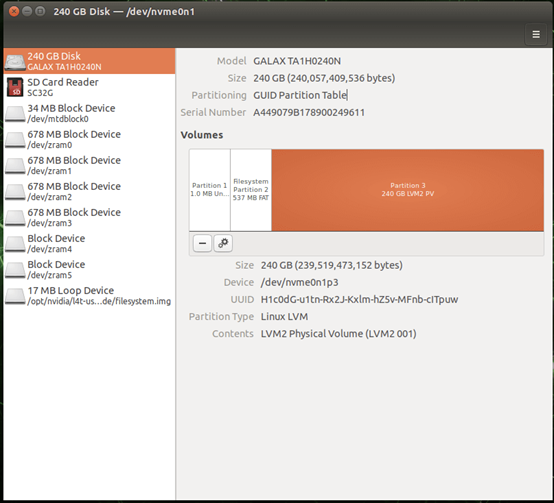 240 GB Disk — /dev/nvme0n1
240 GB Disk
GALAX TA1H0240N
SD Card Reader
SC32G
34 MB Block Device
/dev/mtdblock0
678 MB Block Device
/dev/zram0
678 MB Block Device
/dev/zram1
678 MB Block Device
/dev/zram2
678 MB Block Device
/dev/zram3
Block Device
/dev/zram4
Block Device
/dev/zram5
17 MB Loop Device
/opt/nvidia/l4t-us...de/filesystem.img
Model GALAX TA1H0240N
Size 240 GB (240,057,409,536 bytes)
Partitioning GUID Partition Table
Serial Number A449079B178900249611
Volumes
Partition 1
1.0 MB Un...
Filesystem
Partition 2
537 MB FAT
Partition 3
240 GB LVM2 PV
Size 240 GB (239,519,473,152 bytes)
Device /dev/nvme0n1p3
UUID H1c0dG-u1tn-Rx2J-Kxlm-hZ5v-MFnb-cITpuw
Partition Type Linux LVM
Contents LVM2 Physical Volume (LVM2 001)